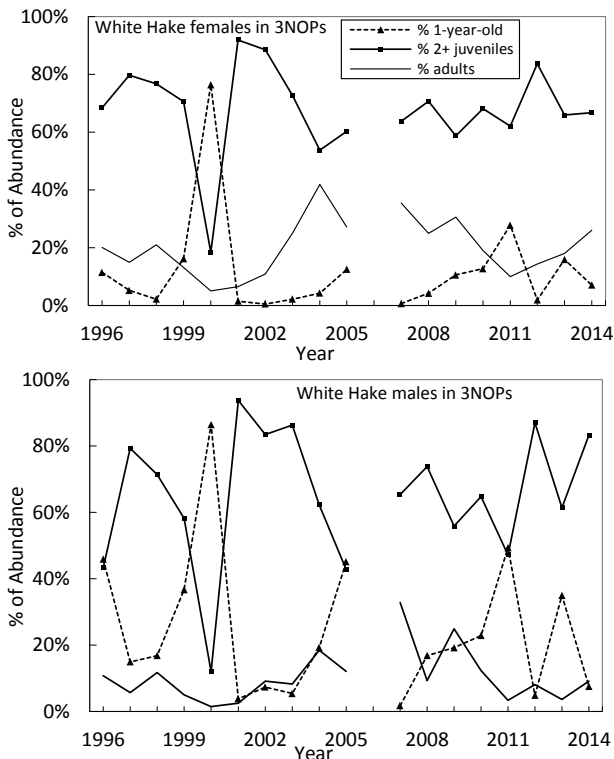 White Hake females in 3NOPs
% 1-year-old
% 2+ juveniles
% adults
% of Abundance
100%
80%
60%
40%
20%
0%
1996 1999 2002 2005 2008 2011 2014
Year
White Hake males in 3NOPs
% of Abundance
100%
80%
60%
40%
20%
0%
1996 1999 2002 2005 2008 2011 2014
Year